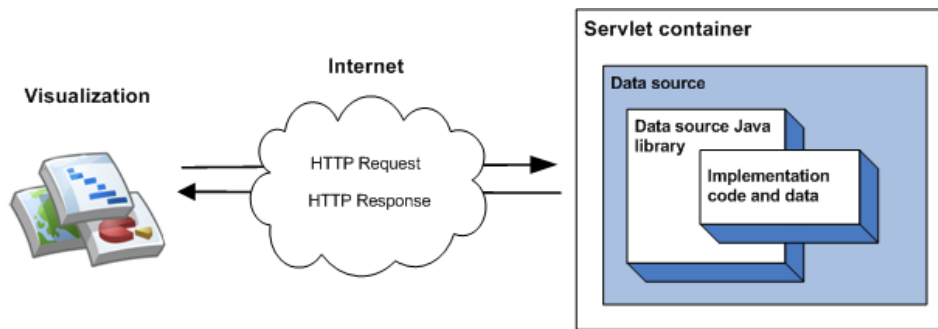 Visualization
Internet
HTTP Request
HTTP Response
Servlet container
Data source
Data source Java
library
Implementation
code and data